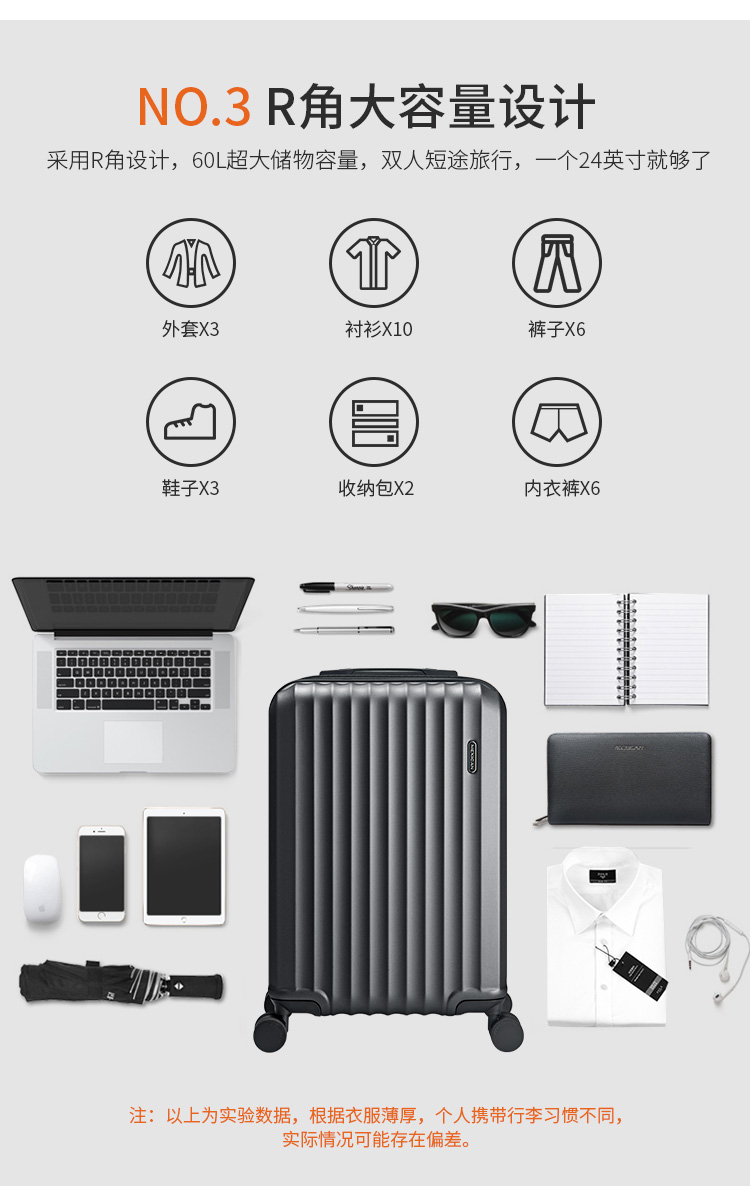 NO.3 R角大容量设计
采用R角设计，60L超大储物容量，双人短途旅行，一个24英寸就够了
外套X3
衬衫X10
裤子X6
鞋子X3
收纳包X2
内衣裤X6
注：以上为实验数据，根据衣服薄厚，个人携带行李习惯不同，
实际情况可能存在偏差。